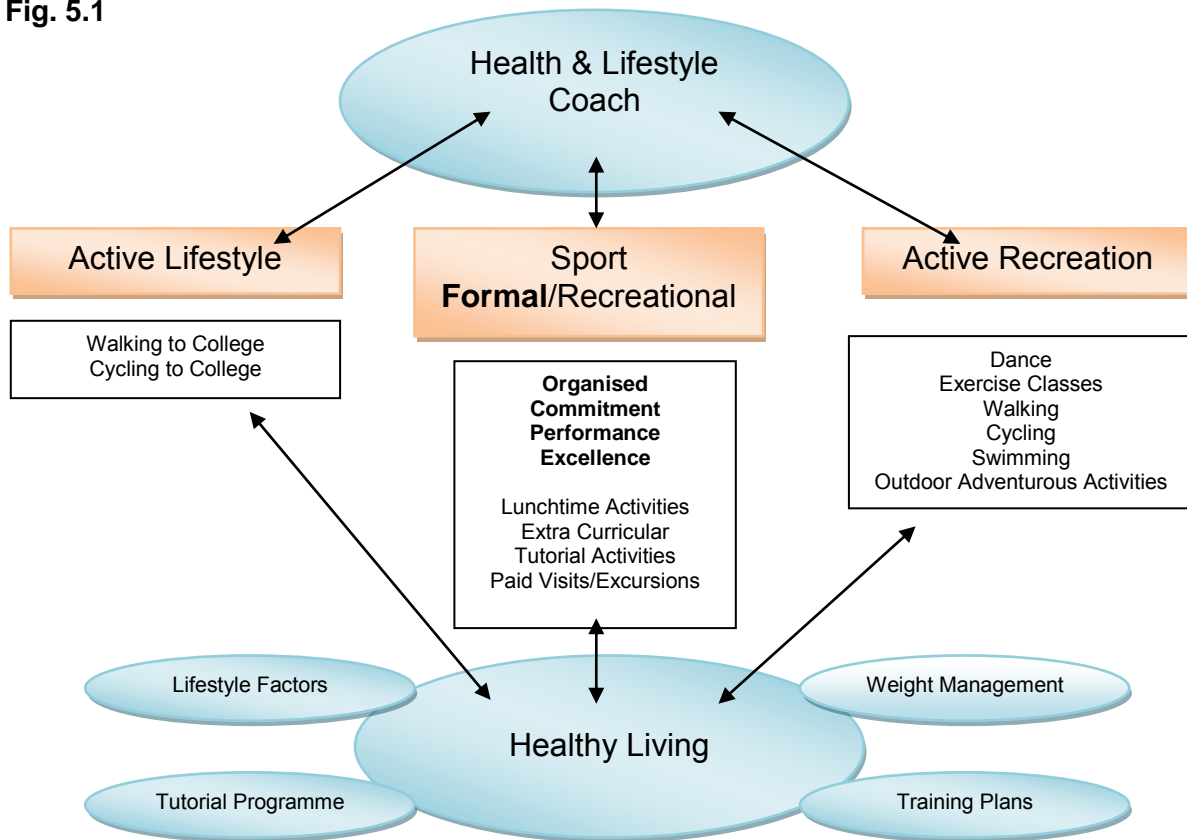 Fig. 5.1
Health & Lifestyle
Coach
Active Lifestyle
Sport
Formal/Recreational
Active Recreation
Walking to College
Cycling to College
Organised
Commitment
Performance
Excellence
Lunchtime Activities
Extra Curricular
Tutorial Activities
Paid Visits/Excursions
Dance
Exercise Classes
Walking
Cycling
Swimming
Outdoor Adventurous Activities
Lifestyle Factors
Weight Management
Healthy Living
Tutorial Programme
Training Plans